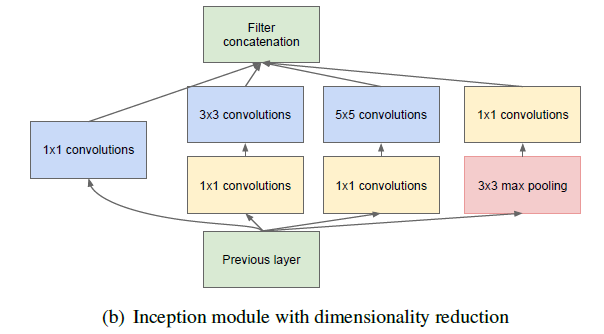 Filter
concatenation
3x3 convolutions
5x5 convolutions
1x1 convolutions
1x1 convolutions
1x1 convolutions
1x1 convolutions
3x3 max pooling
Previous layer
(b) Inception module with dimensionality reduction